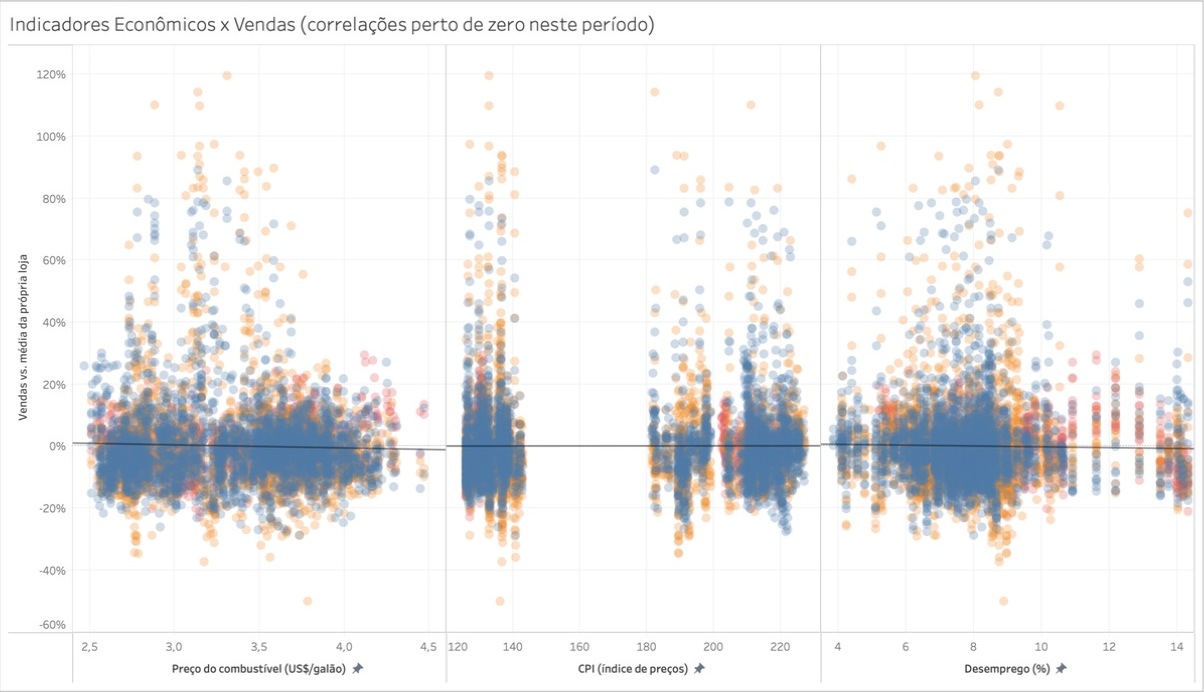 Indicadores Econômicos x Vendas (correlações perto de zero neste período)
Vendas vs. média da própria loja
120%
100%
80%
60%
40%
20%
0%
-20%
-40%
-60%
2,5 3,0 3,5 4,0 4,5 120 140 160 180 200 220 4 6 8 10 12 14
Preço do combustível (US$/galão) CPI (índice de preços) Desemprego (%)